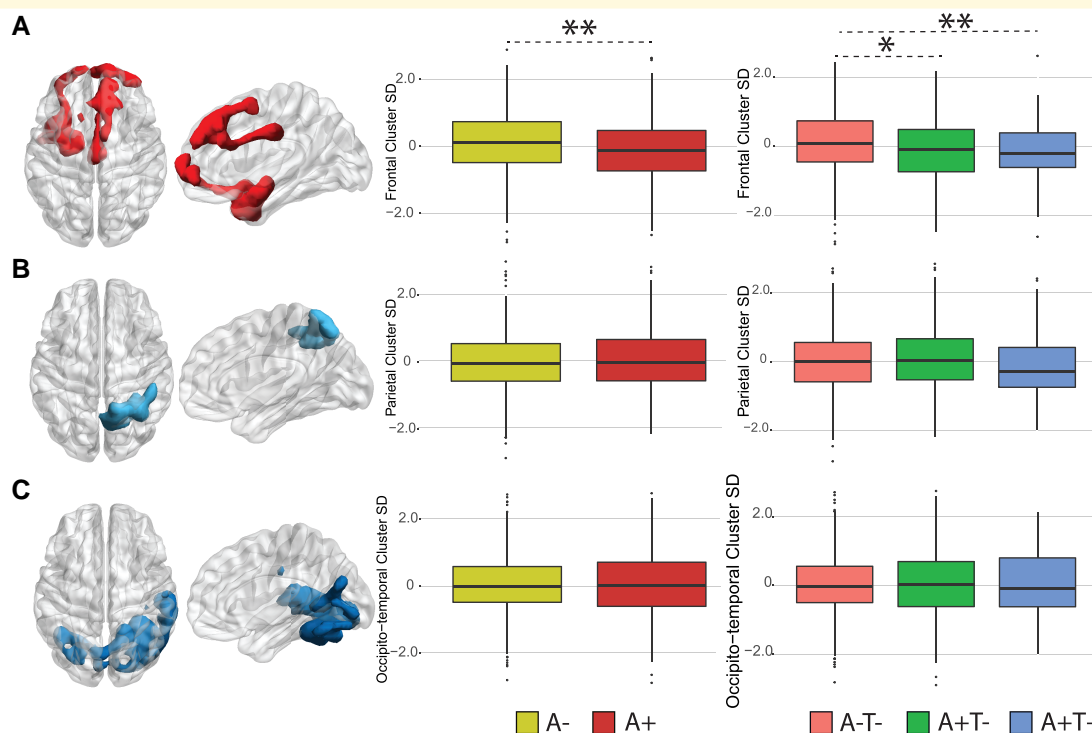 A
**
Frontal Cluster SD
2.0
0
−2.0
**
*
Frontal Cluster SD
2.0
0
−2.0
B
Parietal Cluster SD
2.0
0
−2.0
Parietal Cluster SD
2.0
0
−2.0
C
Occipito-temporal Cluster SD
2.0
0
−2.0
Occipito-temporal Cluster SD
2.0
0
−2.0
A- A+
A-T- A+T- A+T-